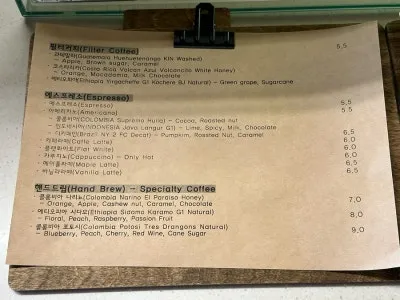 필터커피(Filter Coffee) 5,5
- 과테말라(Guatemala Huehuetenango KIN Washed)
- Apple, Brown sugar, Caramel
- 코스타리카(Costa Rica Volcan Azul Volcancito White Honey)
- Orange, Macadamia, Milk Chocolate
- 에티오피아(Ethiopia Yirgacheffe G1 Kochere BJ Natural) - Green grape, Sugarcane
에스프레소(Espresso)
- 에스프레소(Espresso) 5,5
- 아메리카노(Americano) 5,5
- 콜롬비아(COLOMBIA Supremo Huila) - Cocoa, Roasted nut
- 인도네시아(INDONESIA Java Langur G1) - Lime, Spicy, Milk, Chocolate
- 디카페인(Brazil NY 2 FC Decaf) - Pumpkin, Roasted Nut, Caramel 6,5
- 카페라떼(Caffe Latte) 6,0
- 플랫화이트(Flat White) 6,0
- 카푸치노(Cappuccino) - Only Hot 6,0
- 메이플라떼(Maple Latte) 6,5
- 바닐라라떼(Vanilla Latte) 6,5
핸드드립(Hand Brew) - Specialty Coffee
- 콜롬비아 나리뇨(Colombia Narino El Paraiso Honey) 7,0
- Orange, Apple, Cashew nut, Caramel, Chocolate
- 에티오피아 시다모(Ethiopia Sidamo Karamo G1 Natural) 8,0
- Floral, Peach, Raspberry, Passion Fruit
- 콜롬비아 포토시(Colombia Potosi Tres Dragons Natural) 9,0
- Blueberry, Peach, Cherry, Red Wine, Cane Sugar